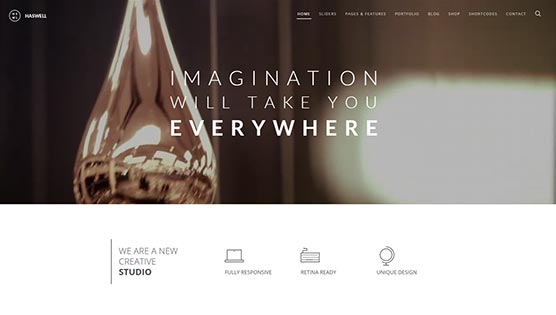 HASWELL
HOME SLIDERS PAGES & FEATURES PORTFOLIO BLOG SHOP SHORTCODES CONTACT
IMAGINATION
WILL TAKE YOU
EVERYWHERE
WE ARE A NEW
CREATIVE
STUDIO
FULLY RESPONSIVE
RETINA READY
UNIQUE DESIGN